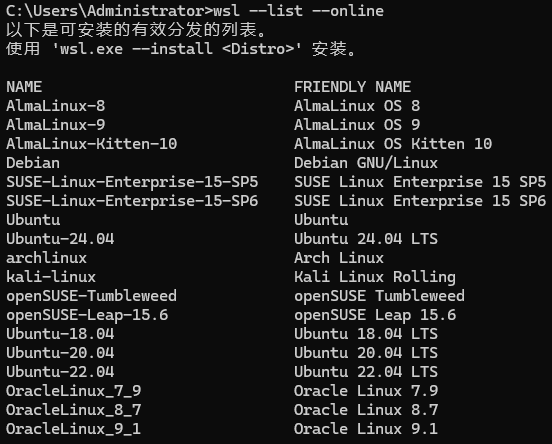 C:\Users\Administrator>wsl --list --online
以下是可安装的有效分发的列表。
使用 'wsl.exe --install <Distro>' 安装。
NAME FRIENDLY NAME
AlmaLinux-8 AlmaLinux OS 8
AlmaLinux-9 AlmaLinux OS 9
AlmaLinux-Kitten-10 AlmaLinux OS Kitten 10
Debian Debian GNU/Linux
SUSE-Linux-Enterprise-15-SP5 SUSE Linux Enterprise 15 SP5
SUSE-Linux-Enterprise-15-SP6 SUSE Linux Enterprise 15 SP6
Ubuntu Ubuntu
Ubuntu-24.04 Ubuntu 24.04 LTS
archlinux Arch Linux
kali-linux Kali Linux Rolling
openSUSE-Tumbleweed openSUSE Tumbleweed
openSUSE-Leap-15.6 openSUSE Leap 15.6
Ubuntu-18.04 Ubuntu 18.04 LTS
Ubuntu-20.04 Ubuntu 20.04 LTS
Ubuntu-22.04 Ubuntu 22.04 LTS
OracleLinux_7_9 Oracle Linux 7.9
OracleLinux_8_7 Oracle Linux 8.7
OracleLinux_9_1 Oracle Linux 9.1